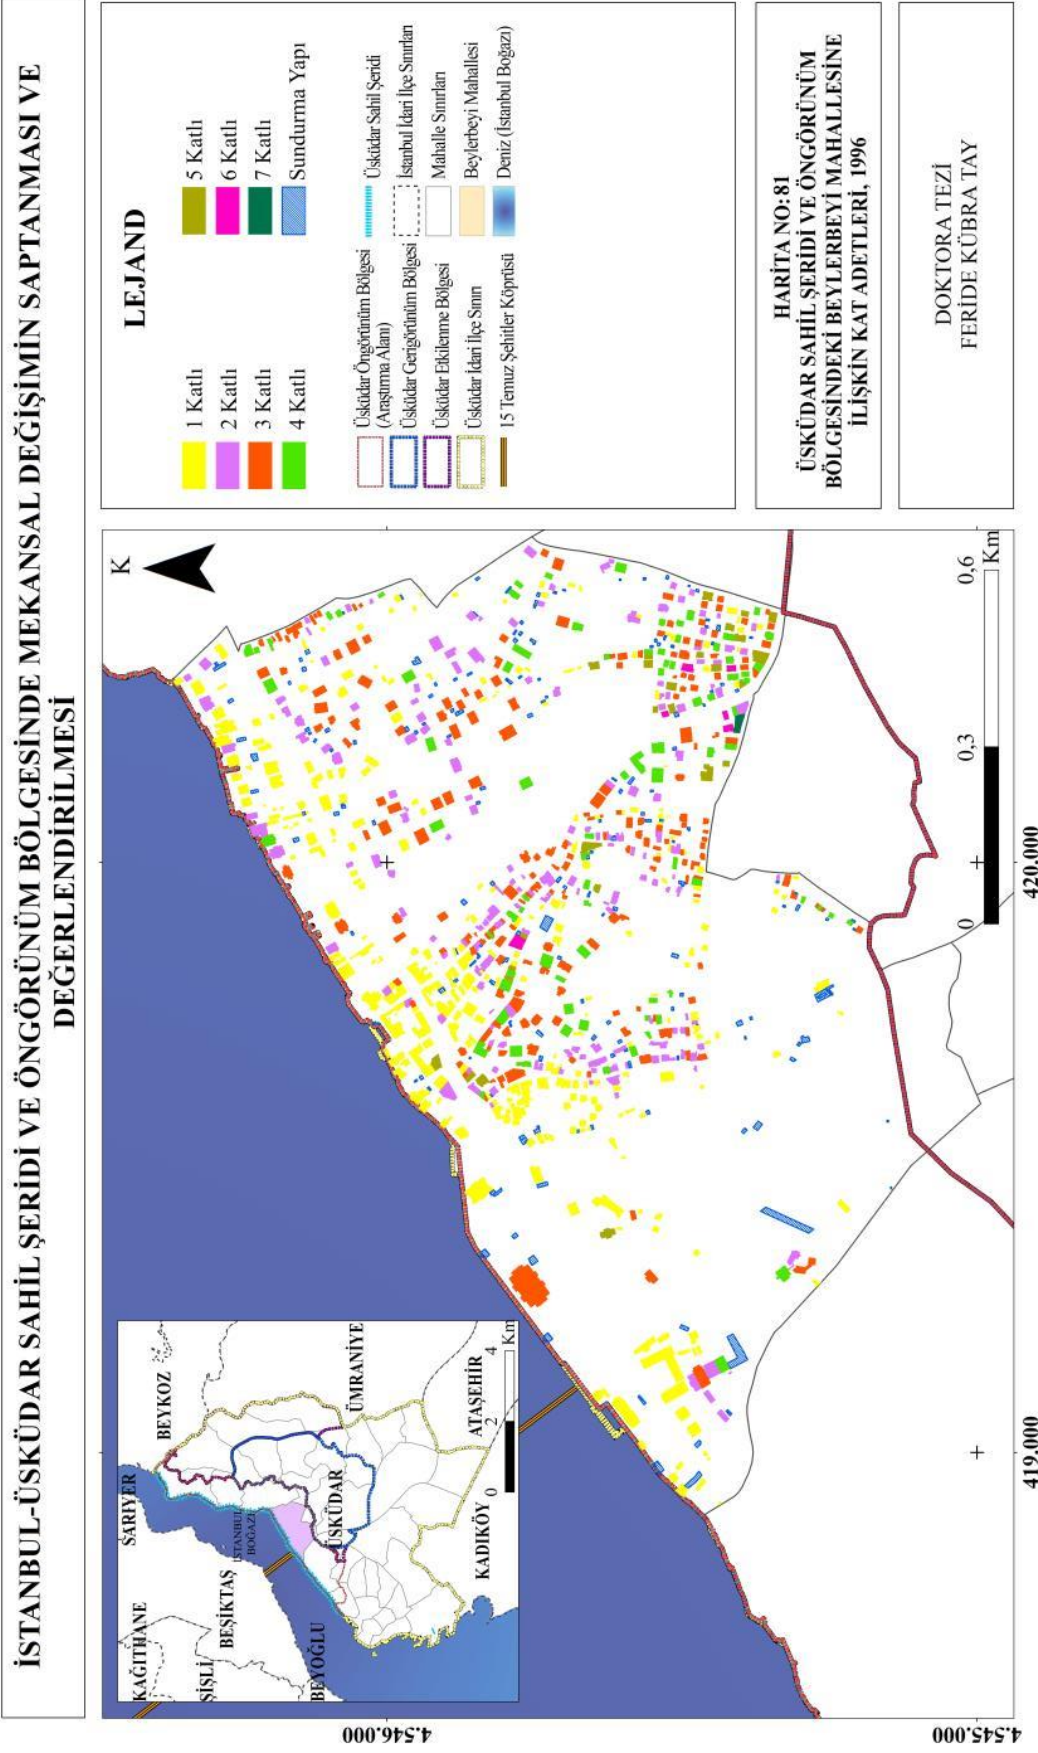 İSTANBUL-ÜSKÜDAR SAHİL ŞERİDİ VE ÖNGÖRÜNÜM BÖLGESİNDE MEKANSAL DEĞİŞİMİN SAPTANMASI VE
DEĞERLENDİRİLMESİ
K
SARIYER
BEYKOZ
KAĞITHANE
ŞİŞLİ
BEŞİKTAŞ
İSTANBUL
BOĞAZI
BEYOĞLU
ÜSKÜDAR
ÜMRANİYE
KADIKÖY
ATAŞEHİR
0 2 4
Km
4.546.000
4.545.000
419.000
420.000
0 0,3 0,6
Km
LEJAND
1 Katlı
2 Katlı
3 Katlı
4 Katlı
5 Katlı
6 Katlı
7 Katlı
Sundurma Yapı
Üsküdar Öngörünüm Bölgesi
(Araştırma Alanı)
Üsküdar Gerigörünüm Bölgesi
Üsküdar Etkilenme Bölgesi
Üsküdar İdari İlçe Sınırı
15 Temuz Şehitler Köprüsü
Üsküdar Sahil Şeridi
İstanbul İdari İlçe Sınırları
Mahalle Sınırları
Beylerbeyi Mahallesi
Deniz (İstanbul Boğazı)
HARİTA NO:81
ÜSKÜDAR SAHİL ŞERİDİ VE ÖNGÖRÜNÜM
BÖLGESİNDEKİ BEYLERBEYİ MAHALLESİNE
İLİŞKİN KAT ADETLERİ, 1996
DOKTORA TEZİ
FERİDE KÜBRA TAY